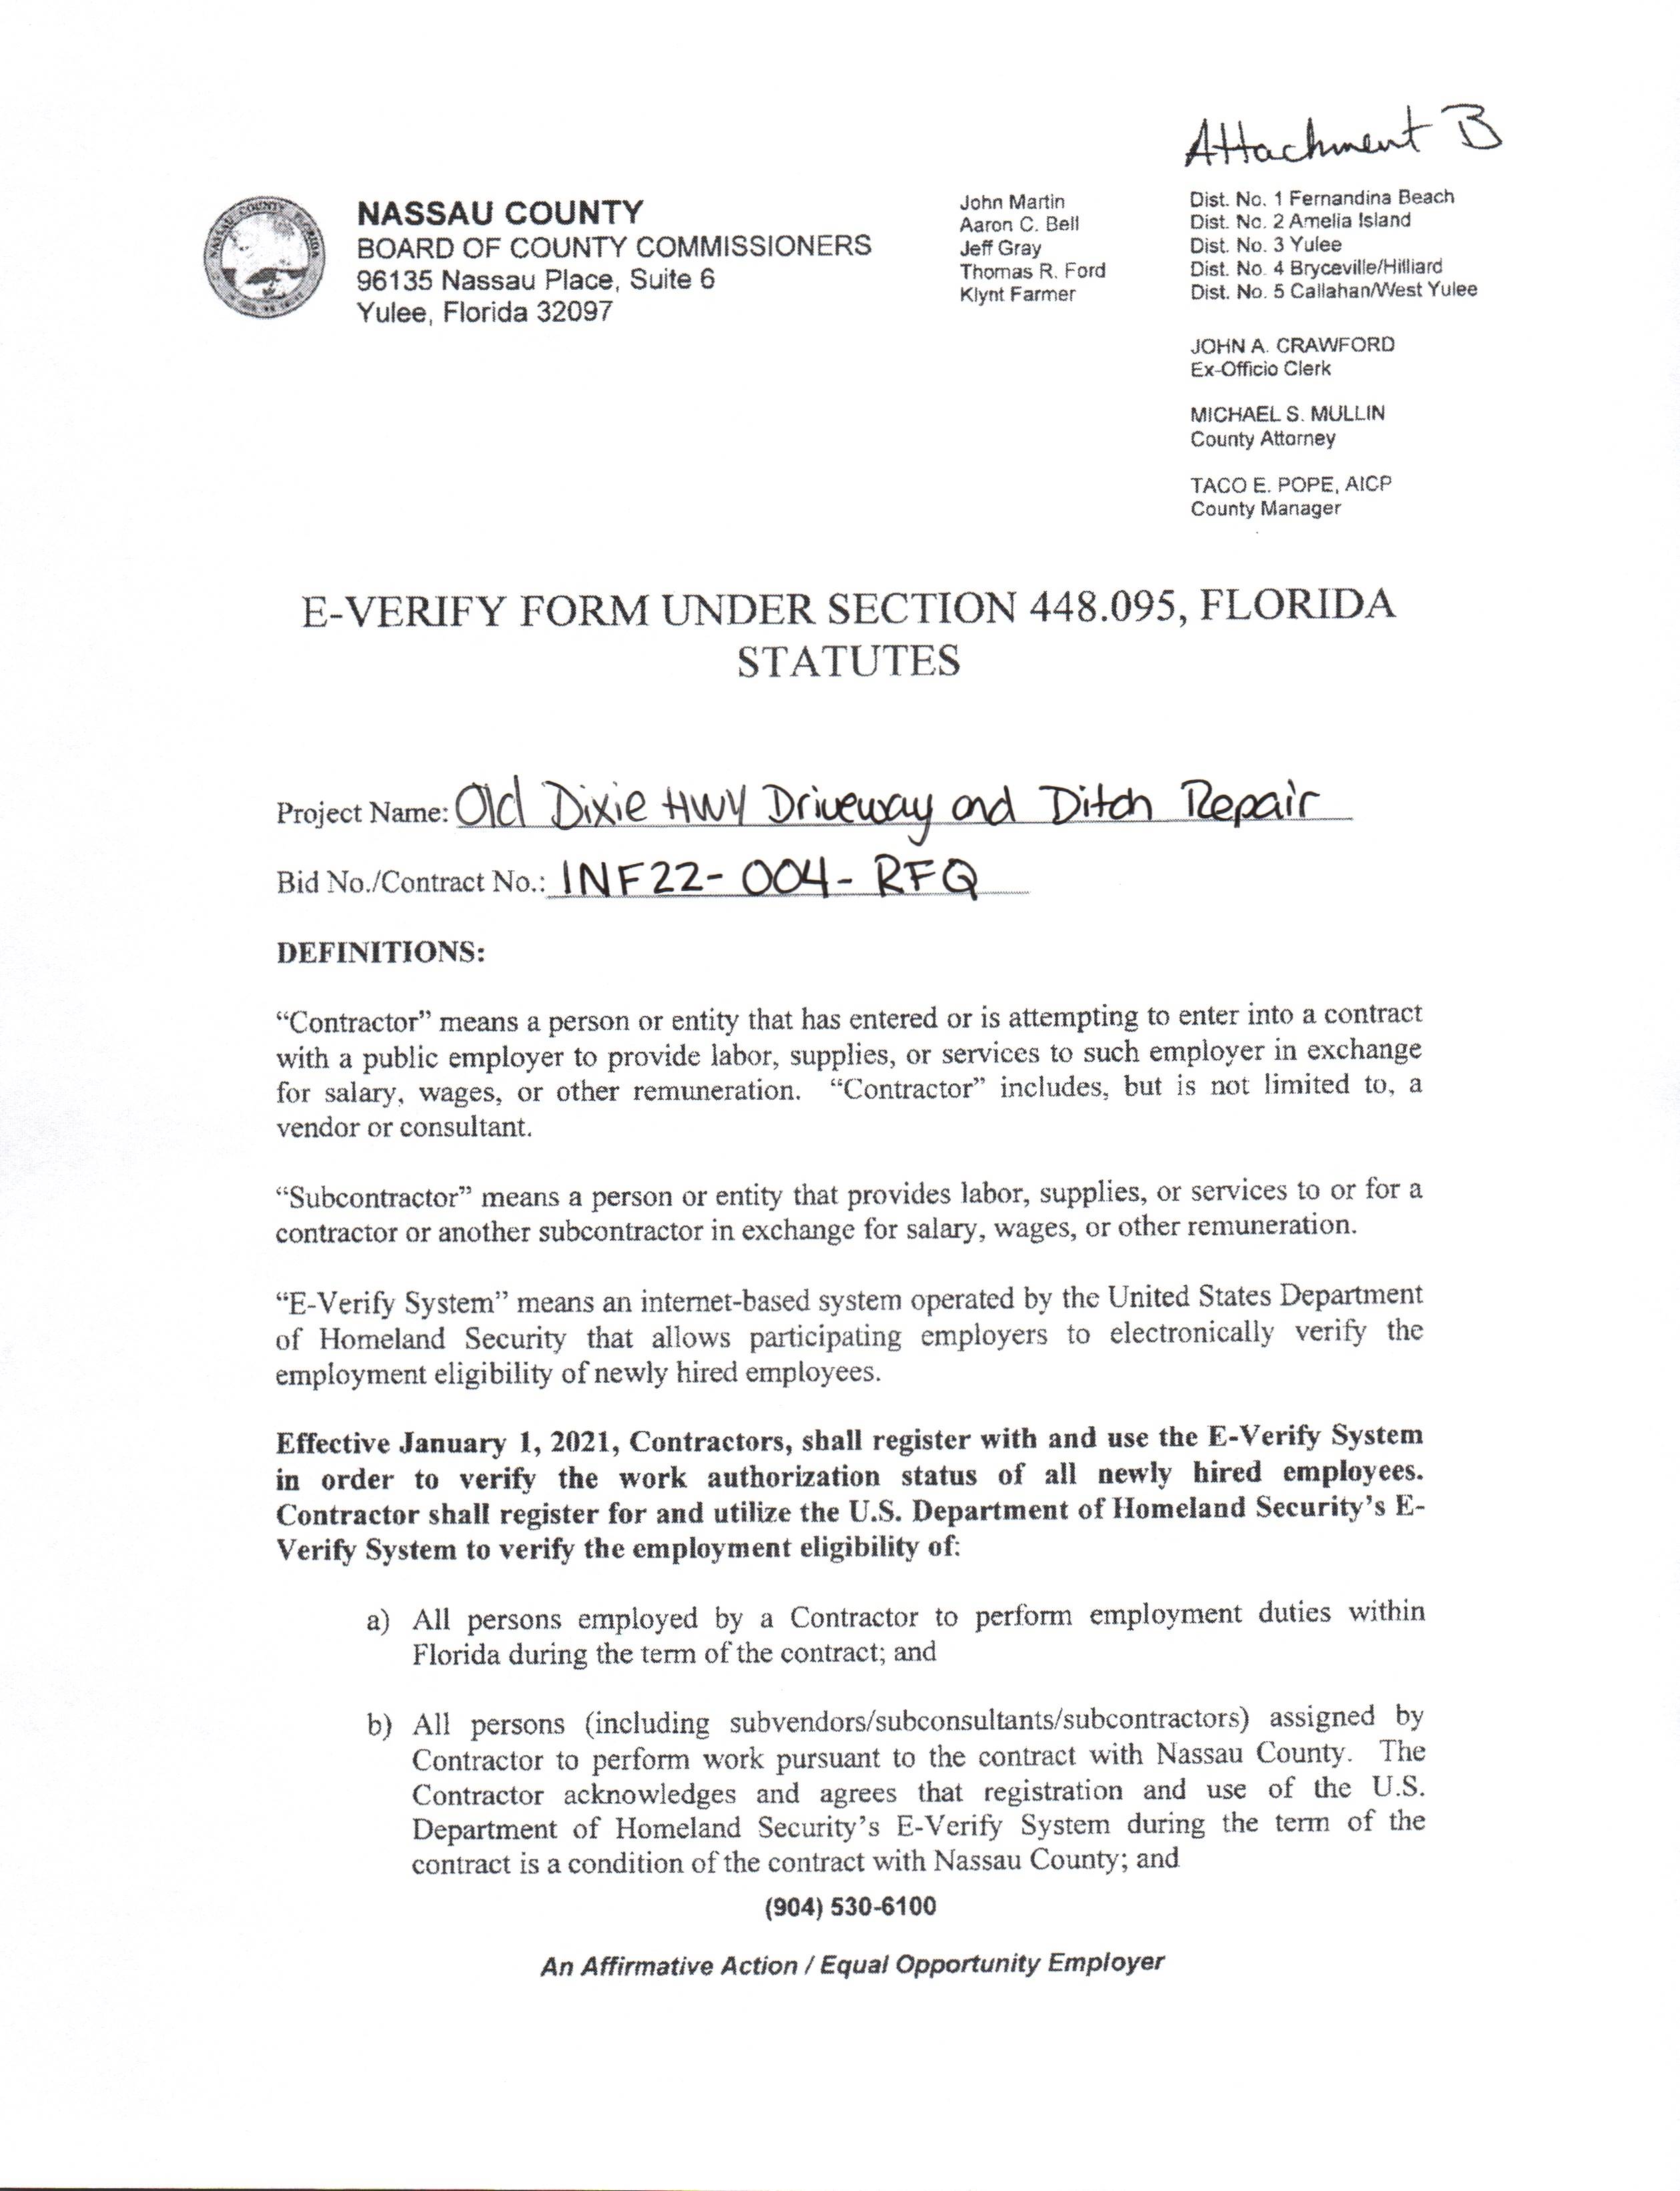 Attachment B
NASSAU COUNTY
BOARD OF COUNTY COMMISSIONERS
96135 Nassau Place, Suite 6
Yulee, Florida 32097
John Martin Dist. No. 1 Fernandina Beach
Aaron C. Bell Dist. No. 2 Amelia Island
Jeff Gray Dist. No. 3 Yulee
Thomas R. Ford Dist. No. 4 Bryceville/Hilliard
Klynt Farmer Dist. No. 5 Callahan/West Yulee
JOHN A. CRAWFORD
Ex-Officio Clerk
MICHAEL S. MULLIN
County Attorney
TACO E. POPE, AICP
County Manager
E-VERIFY FORM UNDER SECTION 448.095, FLORIDA
STATUTES
Project Name: Old Dixie HWY Driveway and Ditch Repair
Bid No./Contract No.: INF22-004-RFQ
DEFINITIONS:
“Contractor” means a person or entity that has entered or is attempting to enter into a contract
with a public employer to provide labor, supplies, or services to such employer in exchange
for salary, wages, or other remuneration. “Contractor” includes, but is not limited to, a
vendor or consultant.
“Subcontractor” means a person or entity that provides labor, supplies, or services to or for a
contractor or another subcontractor in exchange for salary, wages, or other remuneration.
“E-Verify System” means an internet-based system operated by the United States Department
of Homeland Security that allows participating employers to electronically verify the
employment eligibility of newly hired employees.
Effective January 1, 2021, Contractors, shall register with and use the E-Verify System
in order to verify the work authorization status of all newly hired employees.
Contractor shall register for and utilize the U.S. Department of Homeland Security’s E-
Verify System to verify the employment eligibility of:
a) All persons employed by a Contractor to perform employment duties within
Florida during the term of the contract; and
b) All persons (including subvendors/subconsultants/subcontractors) assigned by
Contractor to perform work pursuant to the contract with Nassau County. The
Contractor acknowledges and agrees that registration and use of the U.S.
Department of Homeland Security’s E-Verify System during the term of the
contract is a condition of the contract with Nassau County; and
(904) 530-6100
An Affirmative Action / Equal Opportunity Employer